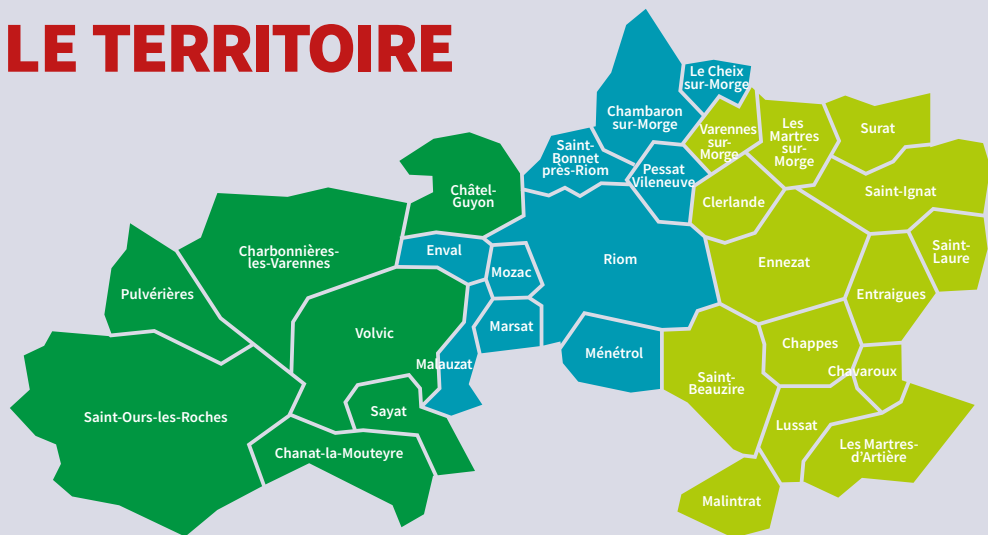 LE TERRITOIRE
Le Cheix
sur-Morge
Chambaron
sur-Morge
Varennes
sur-
Morge
Les
Martres
sur-
Morge
Surat
Saint-
Bonnet
près-Riom
Pessat
Vileneuve
Châtel-
Guyon
Clerlande
Saint-Ignat
Charbonnières-
les-Varennes
Enval
Mozac
Riom
Ennezat
Saint-
Laure
Pulvérières
Entraigues
Volvic
Marsat
Ménétrol
Chappes
Malauzat
Chavaroux
Saint-
Beauzire
Saint-Ours-les-Roches
Sayat
Lussat
Chanat-la-Mouteyre
Les Martres-
d'Artière
Malintrat